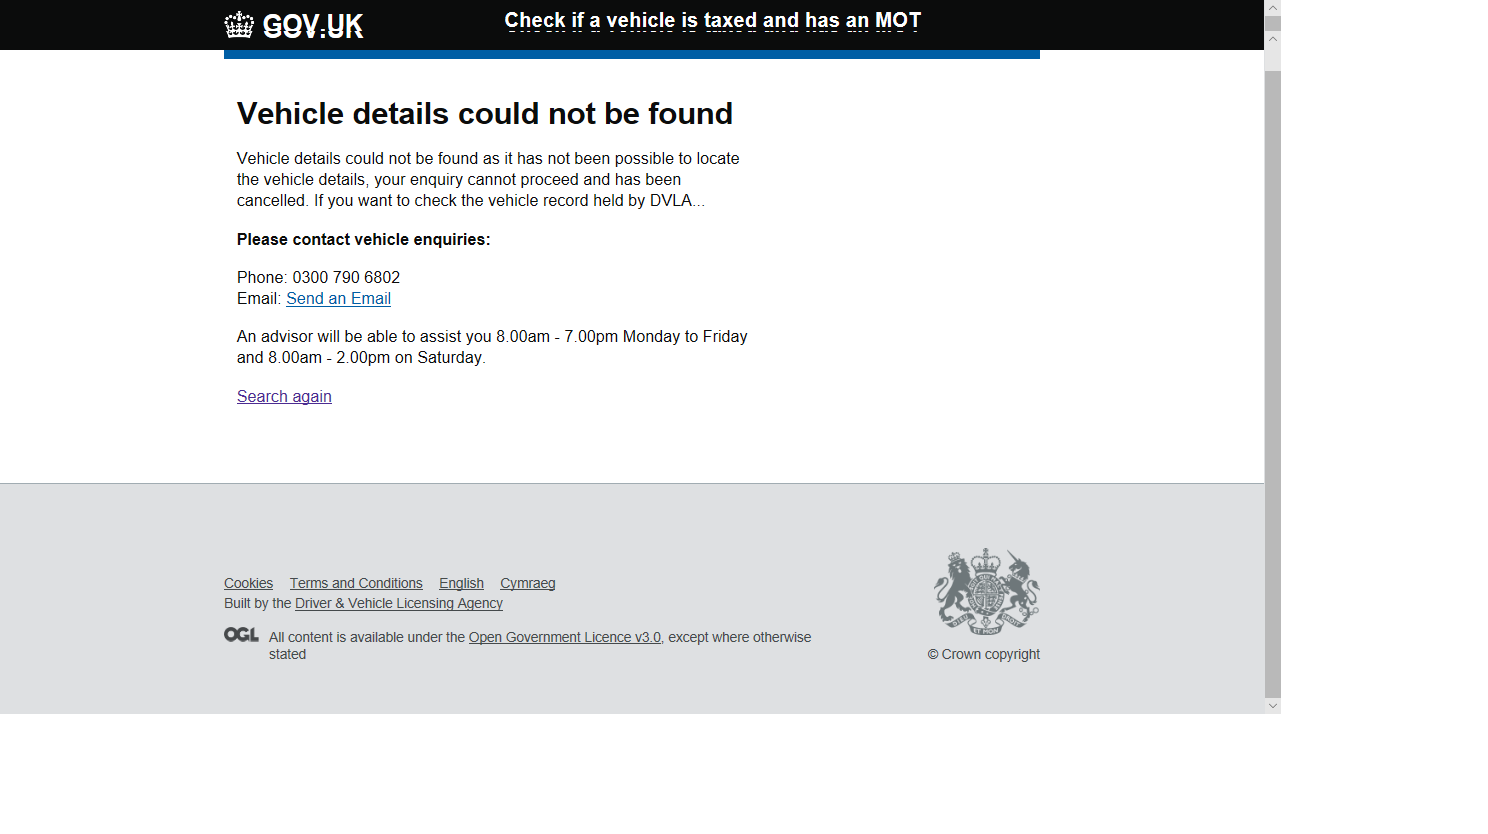 GOV.UK
Check if a vehicle is taxed and has an MOT
Vehicle details could not be found
Vehicle details could not be found as it has not been possible to locate
the vehicle details, your enquiry cannot proceed and has been
cancelled. If you want to check the vehicle record held by DVLA...
Please contact vehicle enquiries:
Phone: 0300 790 6802
Email: Send an Email
An advisor will be able to assist you 8.00am - 7.00pm Monday to Friday
and 8.00am - 2.00pm on Saturday.
Search again
Cookies Terms and Conditions English Cymraeg
Built by the Driver & Vehicle Licensing Agency
OGL All content is available under the Open Government Licence v3.0, except where otherwise
stated
© Crown copyright